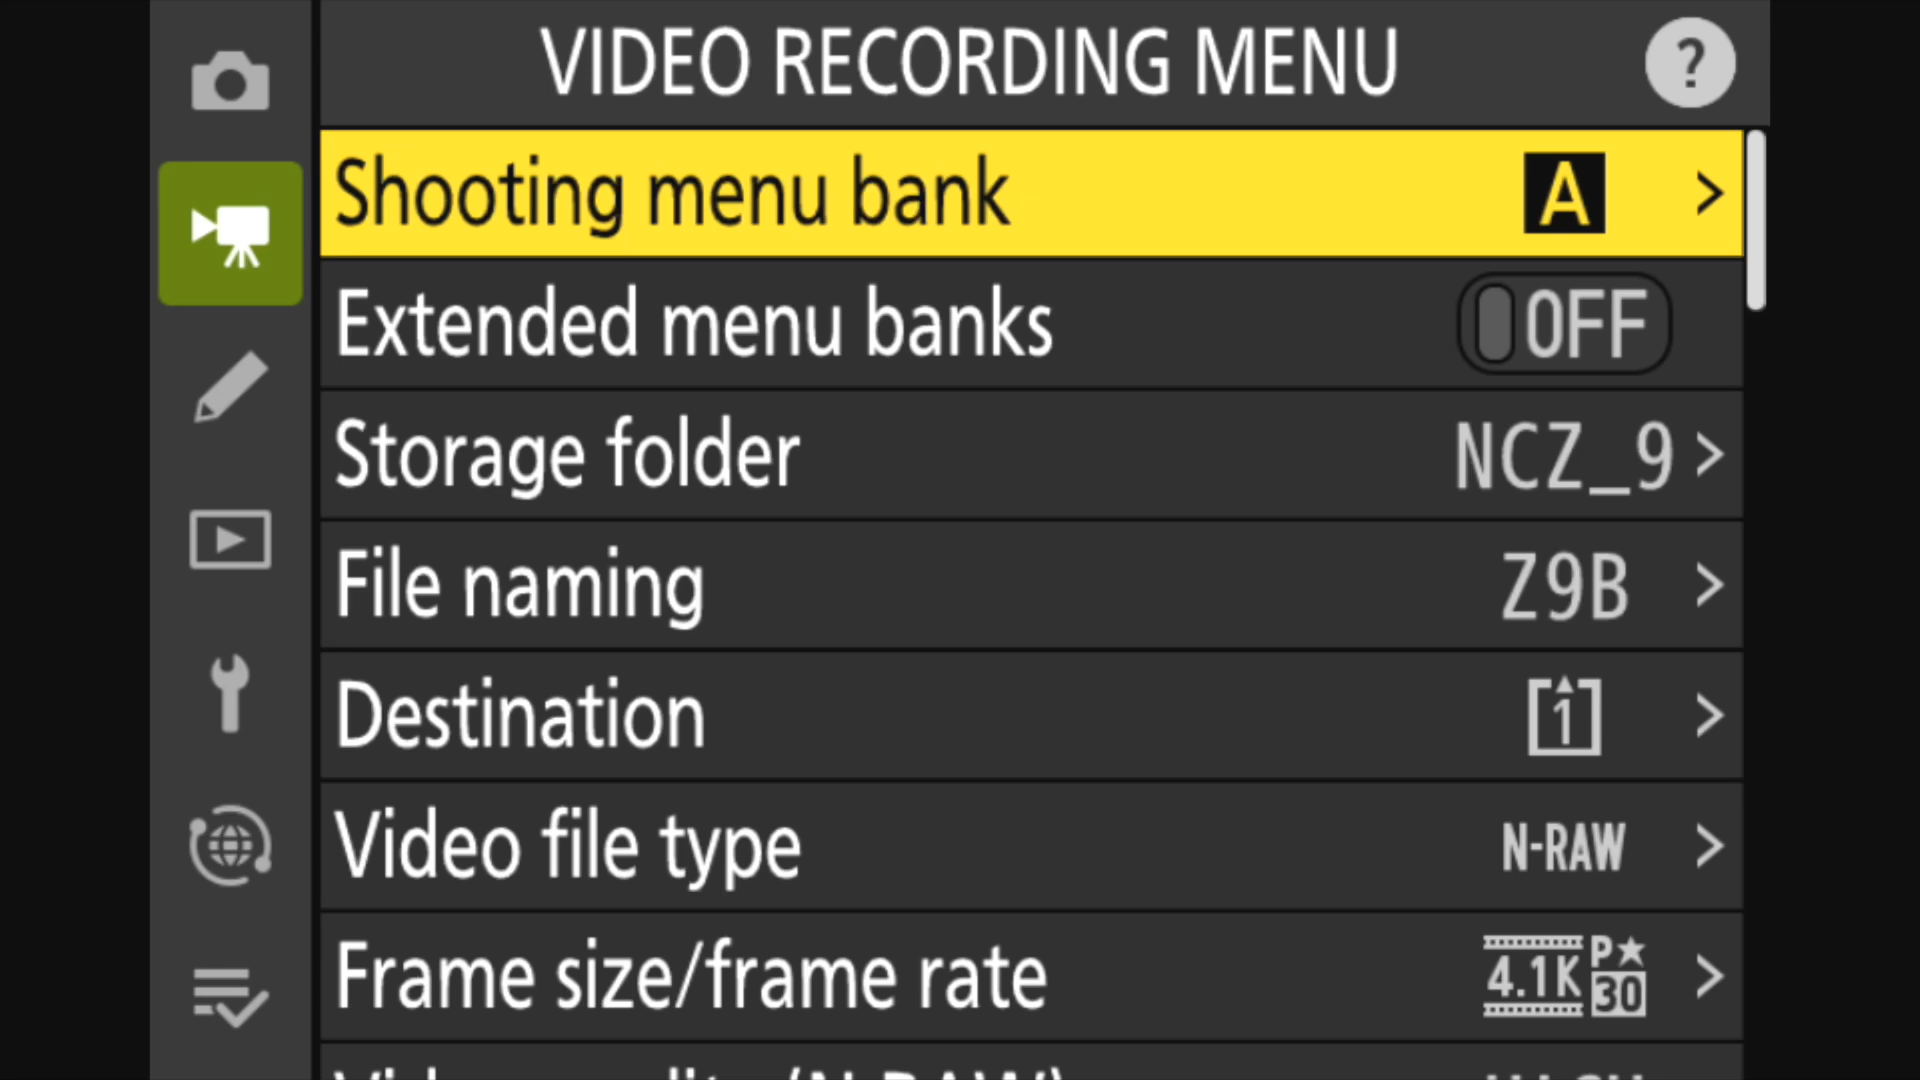 VIDEO RECORDING MENU ?
Shooting menu bank A >
Extended menu banks OFF
Storage folder NCZ_9 >
File naming Z9B >
Destination 1 >
Video file type N-RAW >
Frame size/frame rate 4.1K P★ 30 >